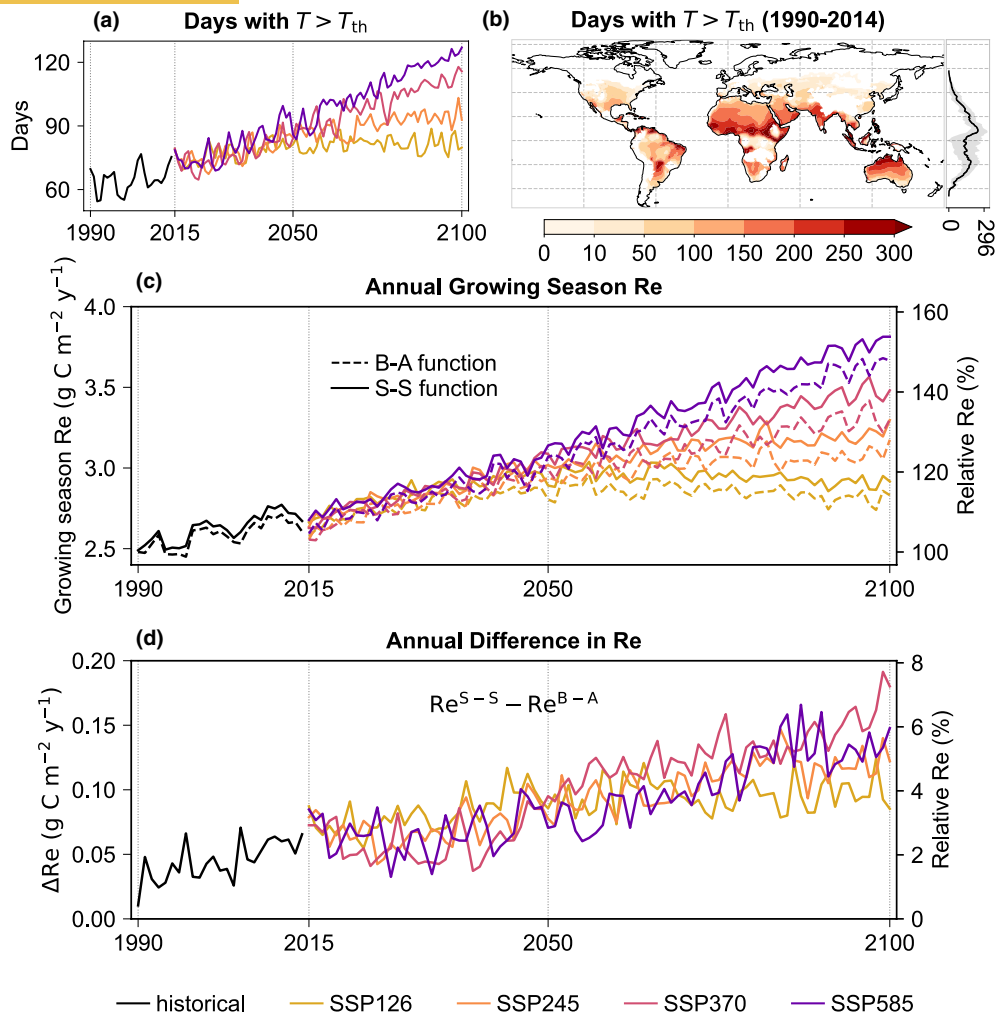 (a) Days with T > Tth
Days
120
90
60
1990 2015 2050 2100
(b) Days with T > Tth (1990-2014)
0 10 50 100 150 200 250 300
0 296
(c) Annual Growing Season Re
Growing season Re (g C m−2 y−1)
4.0
3.5
3.0
2.5
B-A function
S-S function
160
140
120
100
Relative Re (%)
1990 2015 2050 2100
(d) Annual Difference in Re
ΔRe (g C m−2 y−1)
0.20
0.15
0.10
0.05
0.00
ReS−S − ReB−A
8
6
4
2
0
Relative Re (%)
1990 2015 2050 2100
historical SSP126 SSP245 SSP370 SSP585